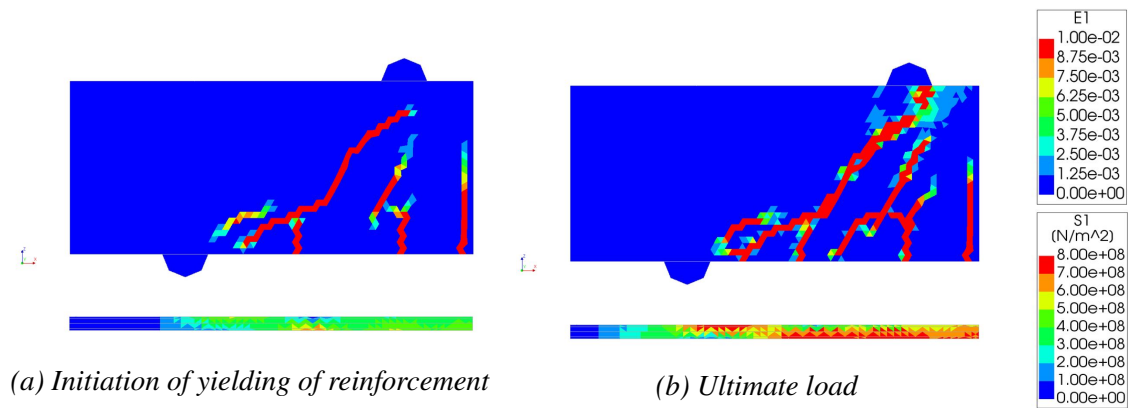 E1
1.00e-02
8.75e-03
7.50e-03
6.25e-03
5.00e-03
3.75e-03
2.50e-03
1.25e-03
0.00e+00
S1
(N/m^2)
8.00e+08
7.00e+08
6.00e+08
5.00e+08
4.00e+08
3.00e+08
2.00e+08
1.00e+08
0.00e+00
(a) Initiation of yielding of reinforcement
(b) Ultimate load